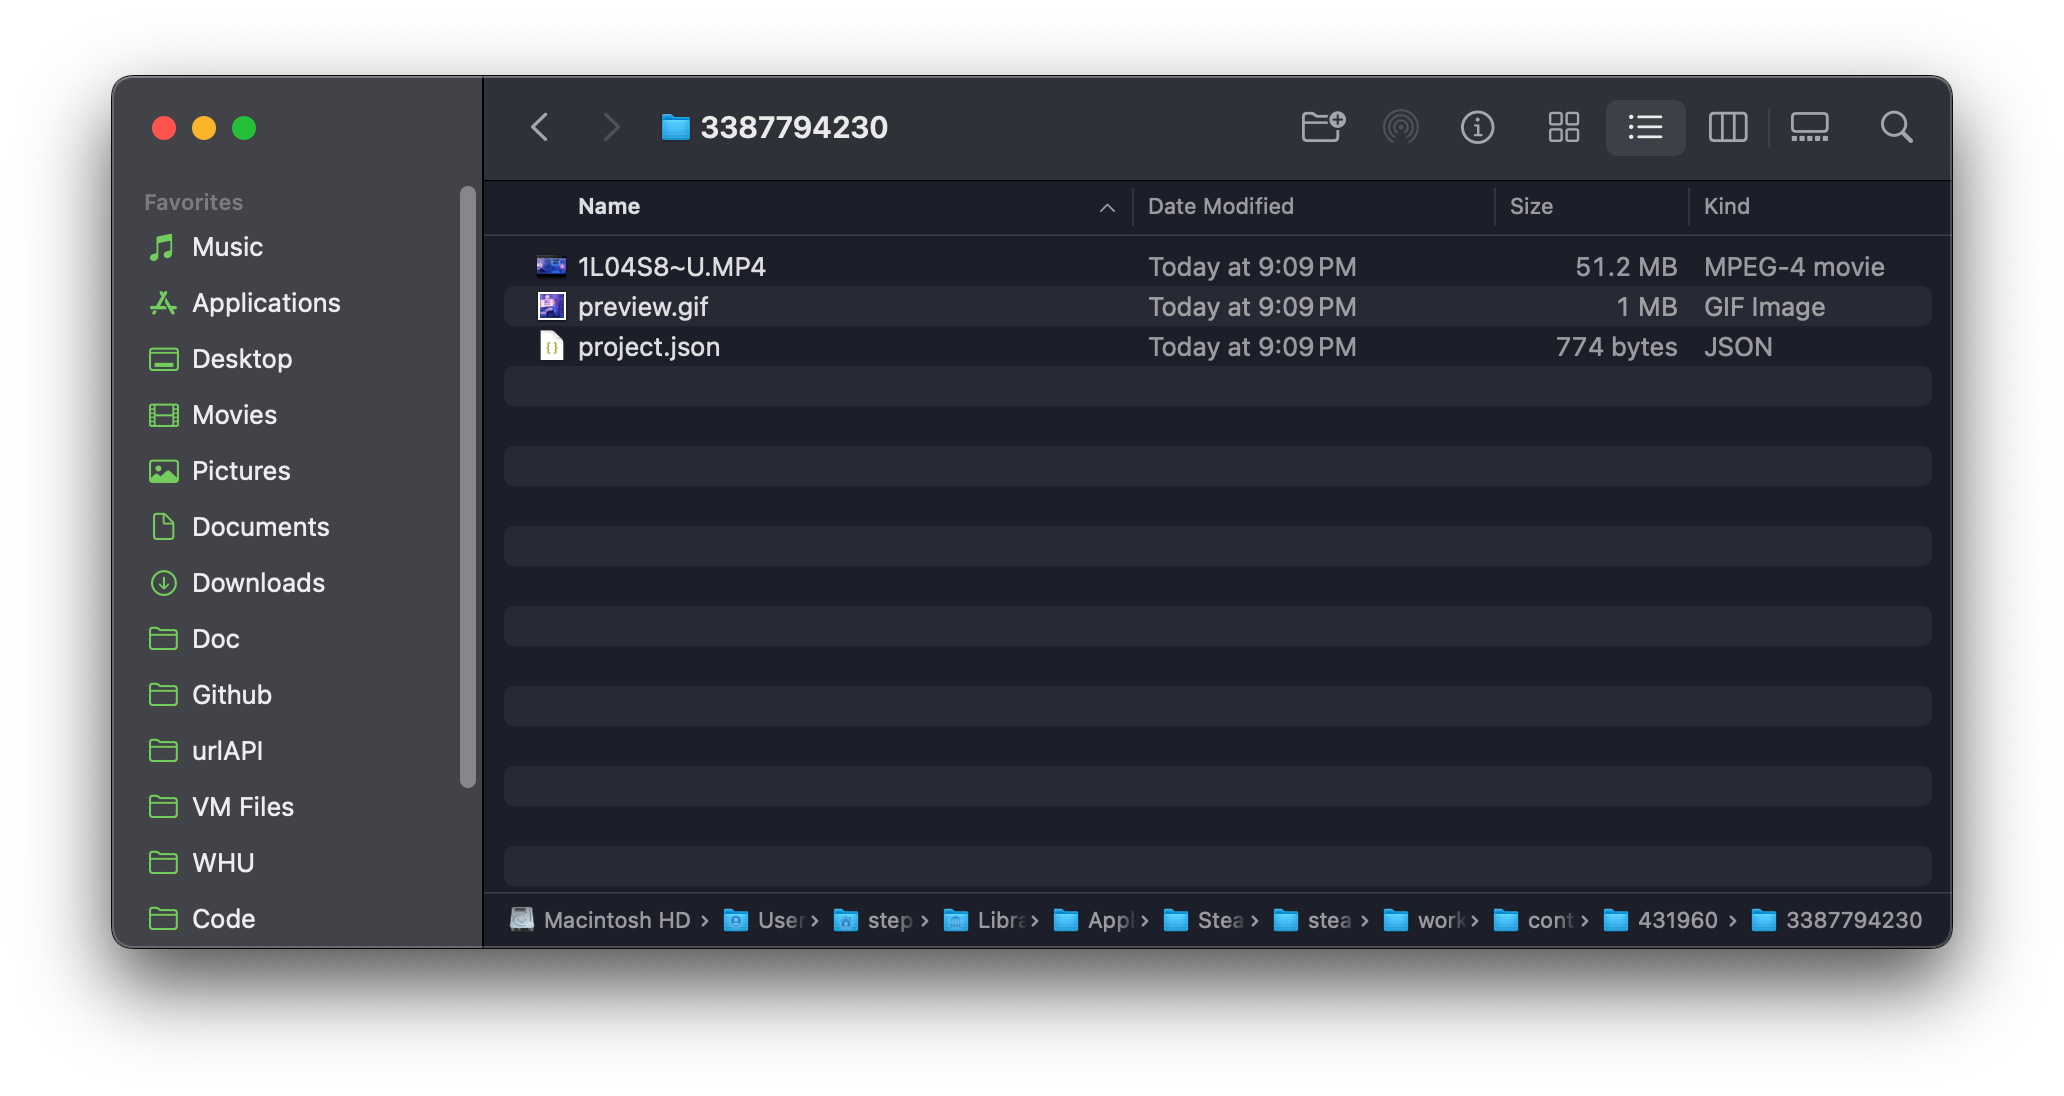 3387794230
Favorites
Music
Applications
Desktop
Movies
Pictures
Documents
Downloads
Doc
Github
urlAPI
VM Files
WHU
Code
Name Date Modified Size Kind
1L04S8~U.MP4 Today at 9:09 PM 51.2 MB MPEG-4 movie
preview.gif Today at 9:09 PM 1 MB GIF Image
project.json Today at 9:09 PM 774 bytes JSON
Macintosh HD › User › step › Libra › Appl › Stea › stea › work › cont › 431960 › 3387794230